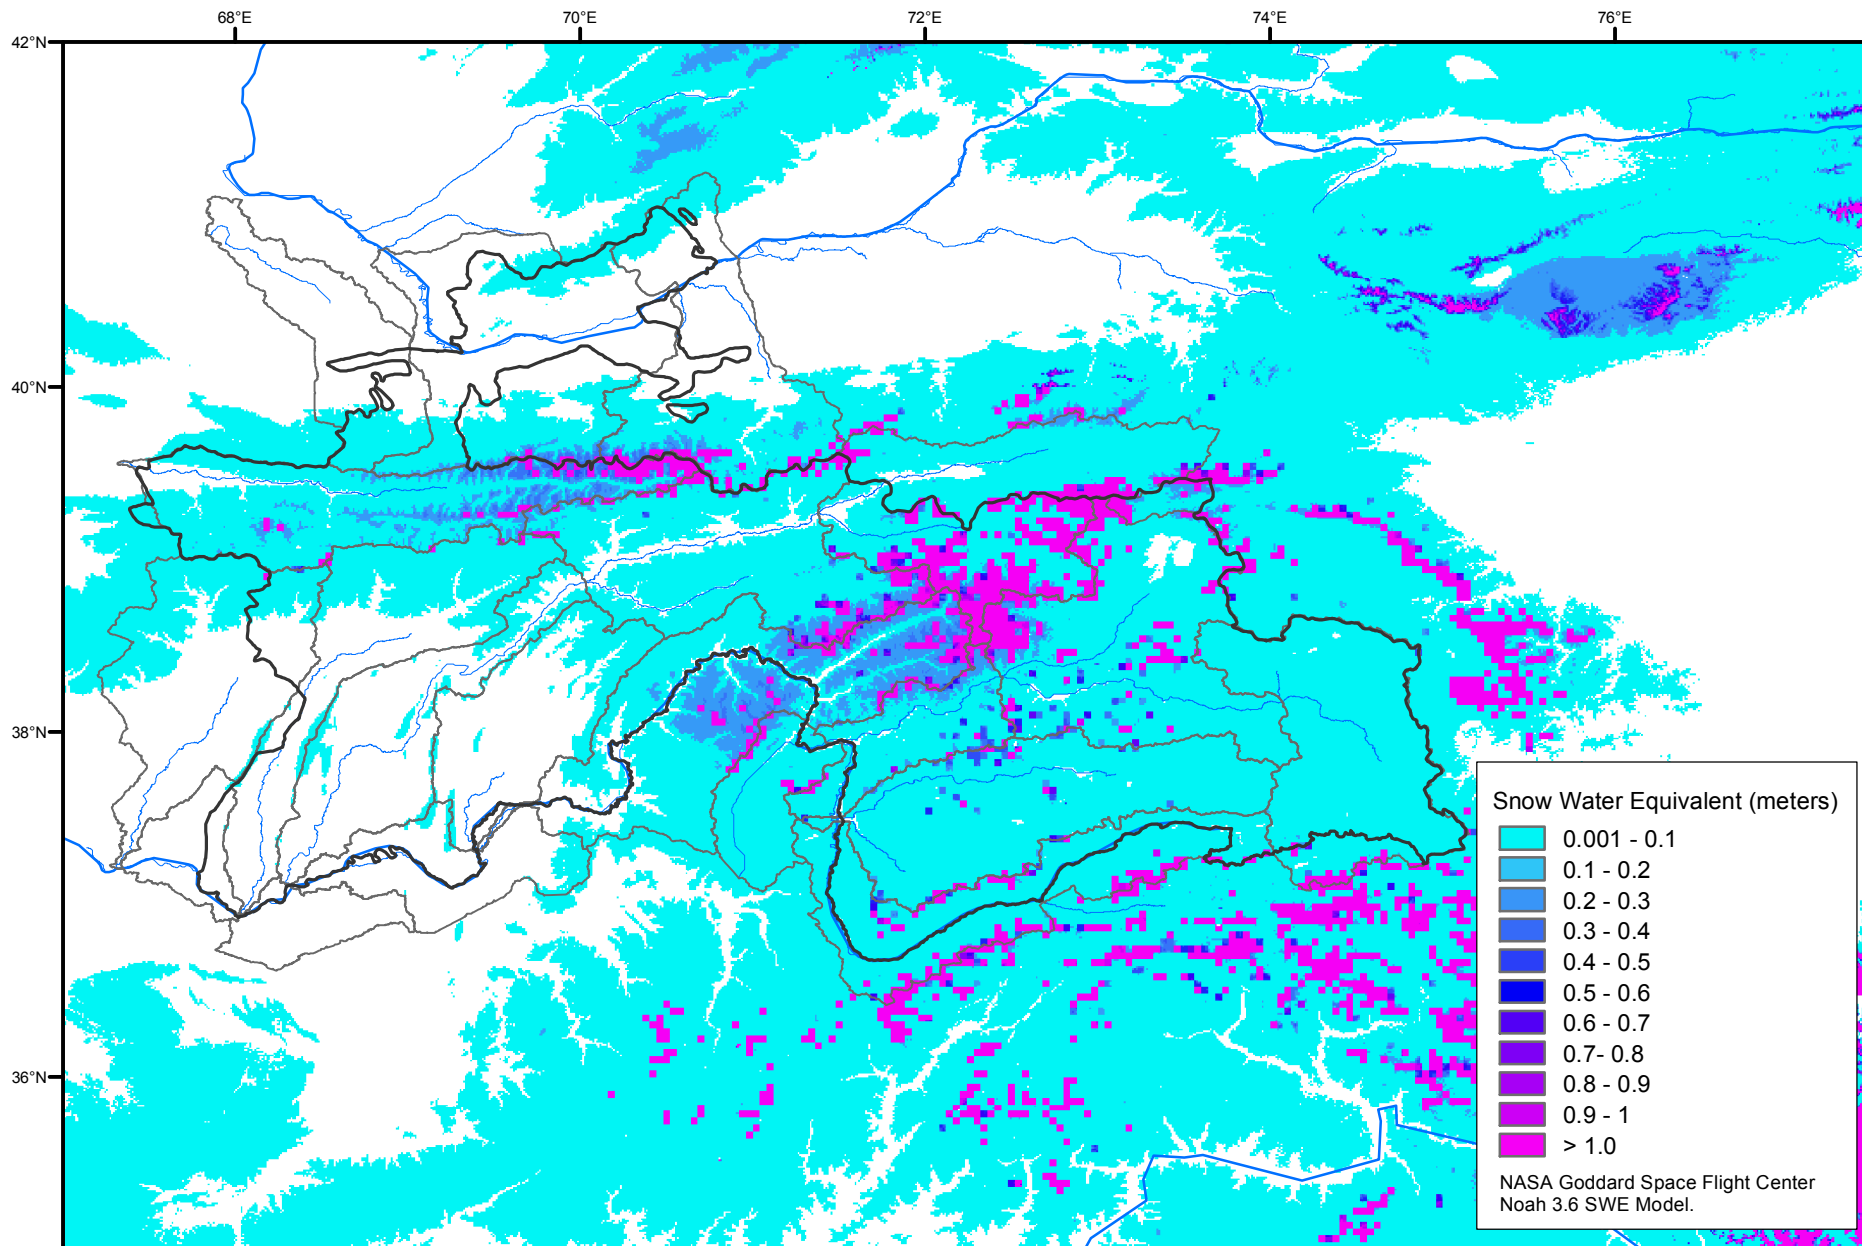 68°E 70°E 72°E 74°E 76°E
42°N
40°N
38°N
36°N
Snow Water Equivalent (meters)
0.001 - 0.1
0.1 - 0.2
0.2 - 0.3
0.3 - 0.4
0.4 - 0.5
0.5 - 0.6
0.6 - 0.7
0.7- 0.8
0.8 - 0.9
0.9 - 1
> 1.0
NASA Goddard Space Flight Center
Noah 3.6 SWE Model.